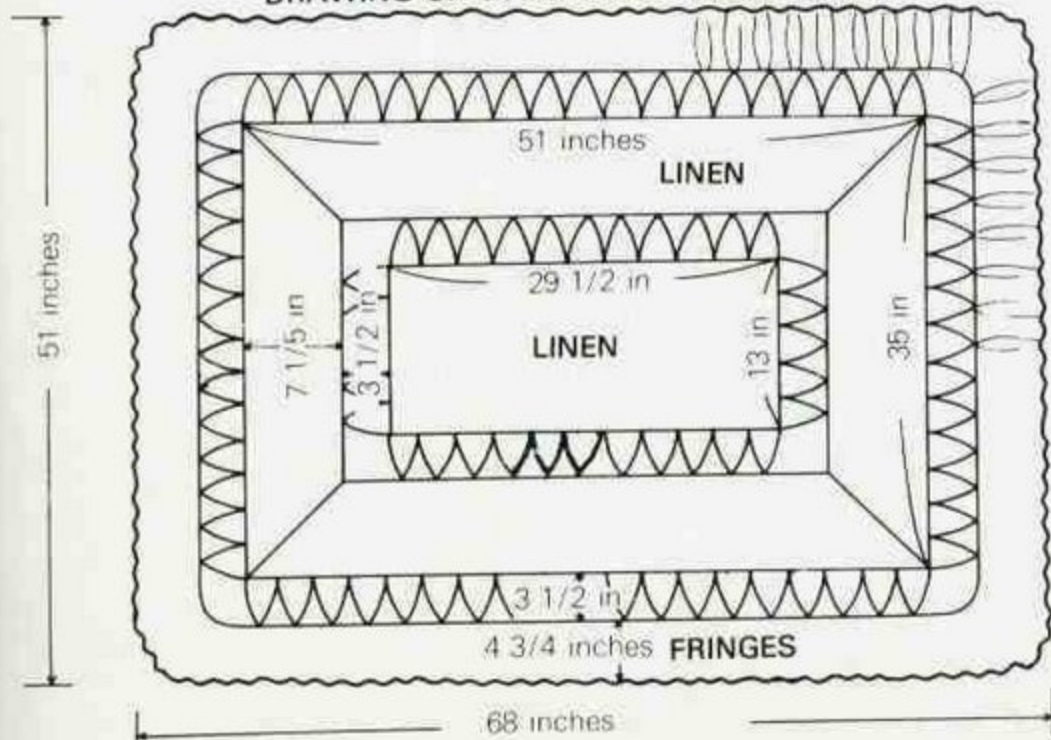 51 inches
LINEN
29 1/2 in
LINEN
7 1/5 in
3 1/2 in
13 in
35 in
51 inches
3 1/2 in
4 3/4 inches FRINGES
68 inches